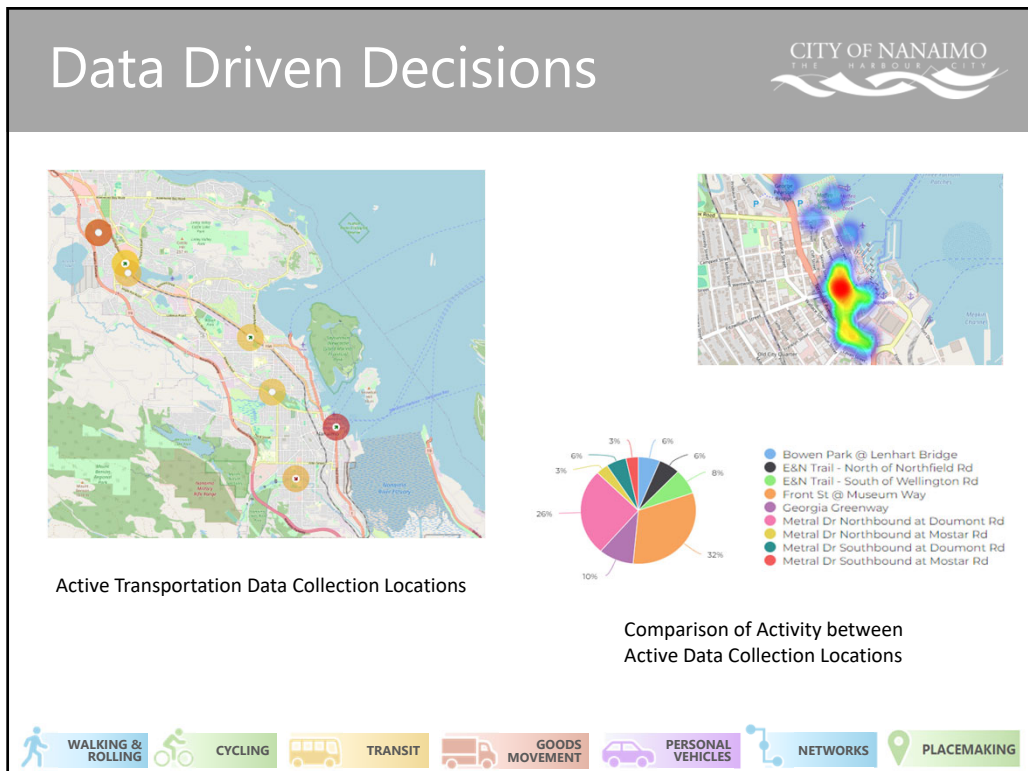 Data Driven Decisions
CITY OF NANAIMO
THE HARBOUR CITY
Active Transportation Data Collection Locations
3%
6%
6%
6%
3%
8%
26%
32%
10%
Bowen Park @ Lenhart Bridge
E&N Trail - North of Northfield Rd
E&N Trail - South of Wellington Rd
Front St @ Museum Way
Georgia Greenway
Metral Dr Northbound at Doumont Rd
Metral Dr Northbound at Mostar Rd
Metral Dr Southbound at Doumont Rd
Metral Dr Southbound at Mostar Rd
Comparison of Activity between
Active Data Collection Locations
WALKING &
ROLLING
CYCLING
TRANSIT
GOODS
MOVEMENT
PERSONAL
VEHICLES
NETWORKS
PLACEMAKING